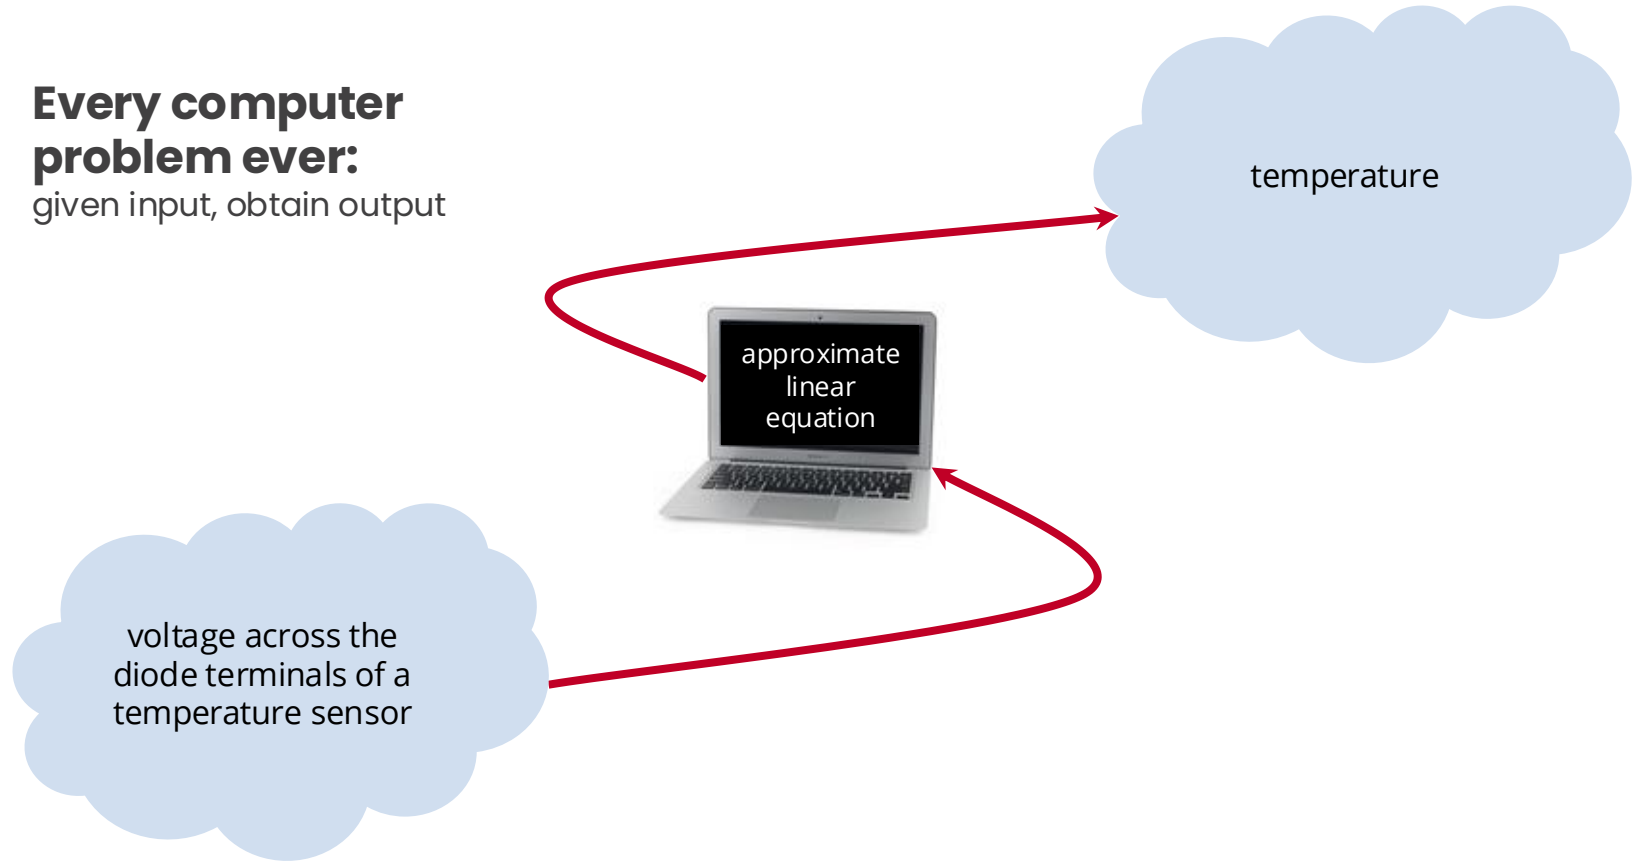 Every computer
problem ever:
given input, obtain output
temperature
approximate
linear
equation
voltage across the
diode terminals of a
temperature sensor